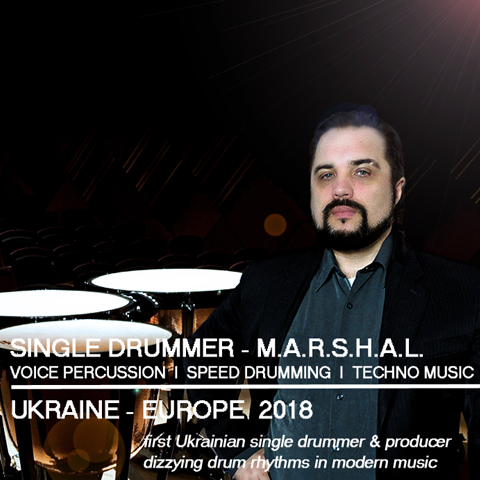 SINGLE DRUMMER - M.A.R.S.H.A.L.
VOICE PERCUSSION | SPEED DRUMMING | TECHNO MUSIC
UKRAINE - EUROPE, 2018
first Ukrainian single drummer & producer
dizzying drum rhythms in modern music